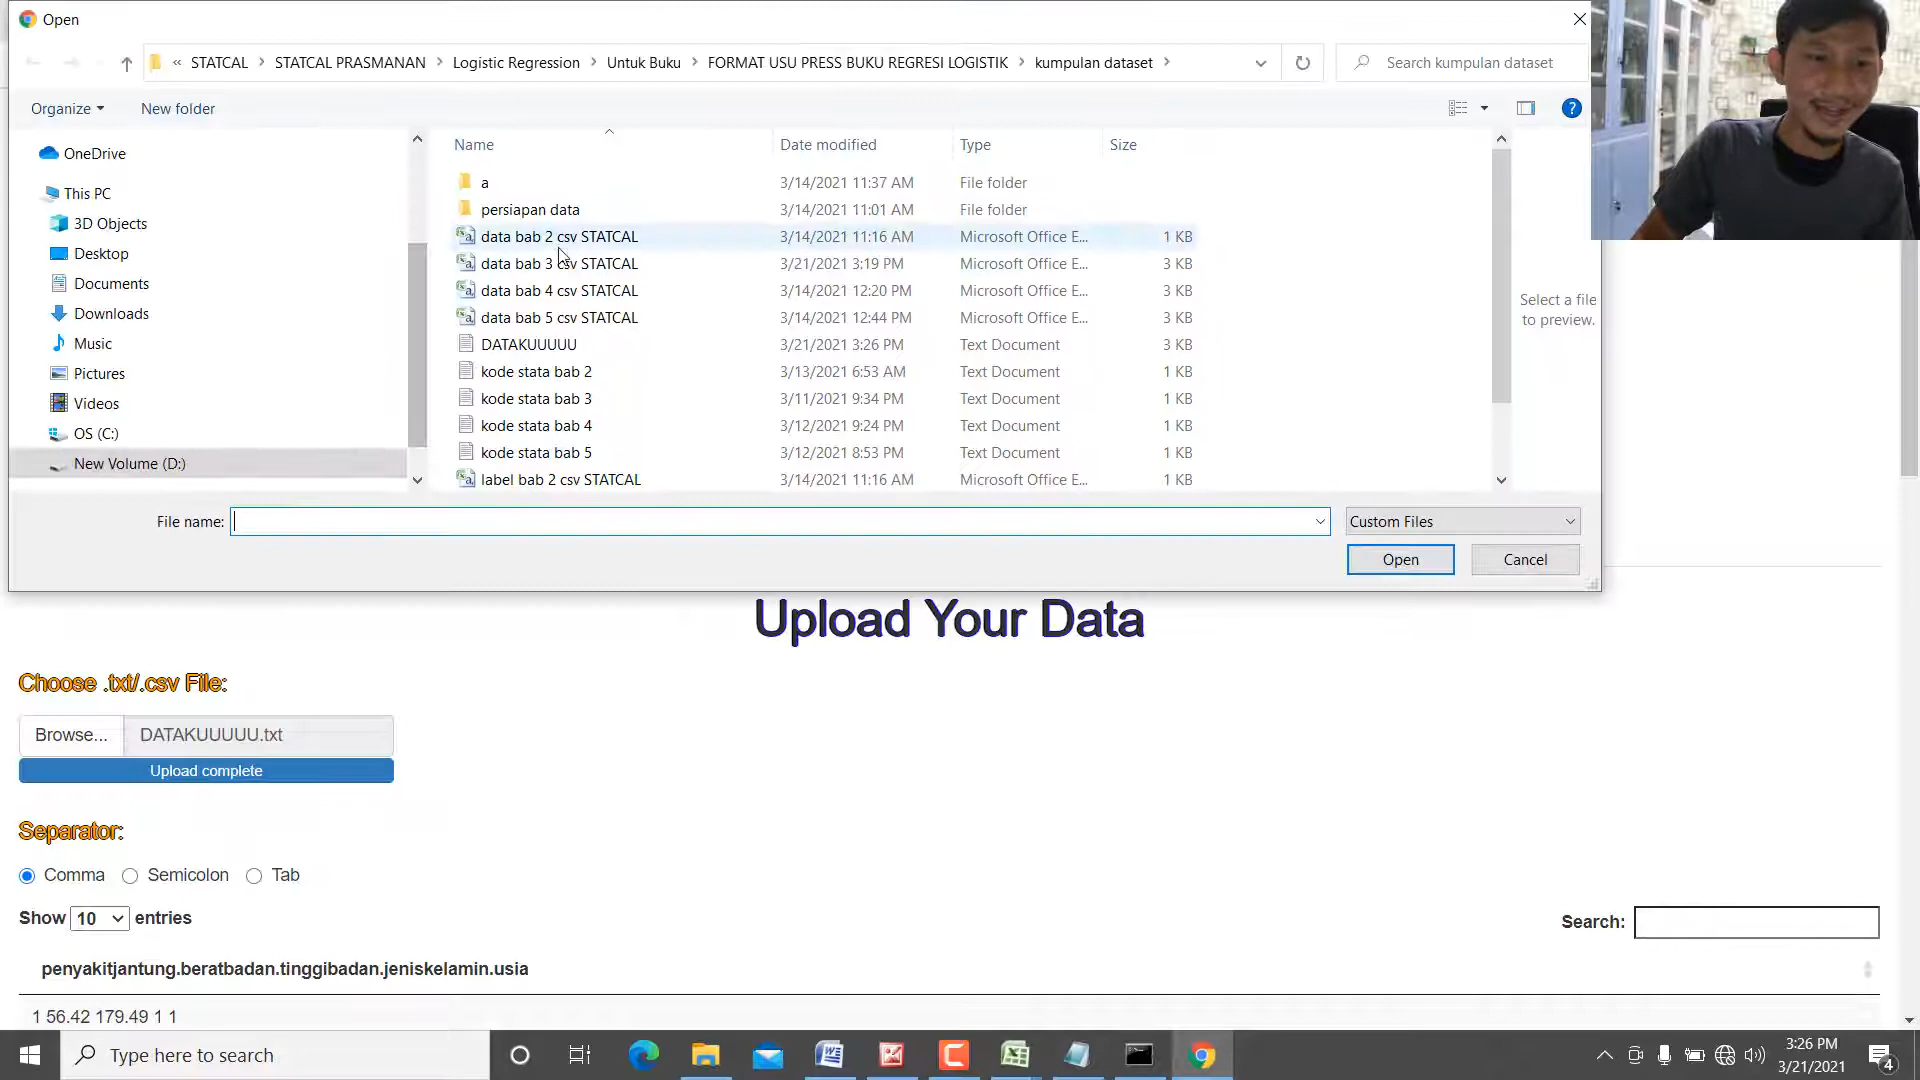 Open
« STATCAL > STATCAL PRASMANAN > Logistic Regression > Untuk Buku > FORMAT USU PRESS BUKU REGRESI LOGISTIK > kumpulan dataset >
Search kumpulan dataset
Organize New folder
Name Date modified Type Size
OneDrive
This PC
3D Objects
Desktop
Documents
Downloads
Music
Pictures
Videos
OS (C:)
New Volume (D:)
a 3/14/2021 11:37 AM File folder
persiapan data 3/14/2021 11:01 AM File folder
data bab 2 csv STATCAL 3/14/2021 11:16 AM Microsoft Office E... 1 KB
data bab 3 csv STATCAL 3/21/2021 3:19 PM Microsoft Office E... 3 KB
data bab 4 csv STATCAL 3/14/2021 12:20 PM Microsoft Office E... 3 KB
data bab 5 csv STATCAL 3/14/2021 12:44 PM Microsoft Office E... 3 KB
DATAKUUUUU 3/21/2021 3:26 PM Text Document 3 KB
kode stata bab 2 3/13/2021 6:53 AM Text Document 1 KB
kode stata bab 3 3/11/2021 9:34 PM Text Document 1 KB
kode stata bab 4 3/12/2021 9:24 PM Text Document 1 KB
kode stata bab 5 3/12/2021 8:53 PM Text Document 1 KB
label bab 2 csv STATCAL 3/14/2021 11:16 AM Microsoft Office E... 1 KB
Select a file
to preview.
File name:
Custom Files
Open Cancel
Upload Your Data
Choose .txt/.csv File:
Browse... DATAKUUUUU.txt
Upload complete
Separator:
Comma Semicolon Tab
Show 10 entries
Search:
penyakitjantung.beratbadan.tinggibadan.jeniskelamin.usia
1 56.42 179.49 1 1
Type here to search
3:26 PM
3/21/2021
4